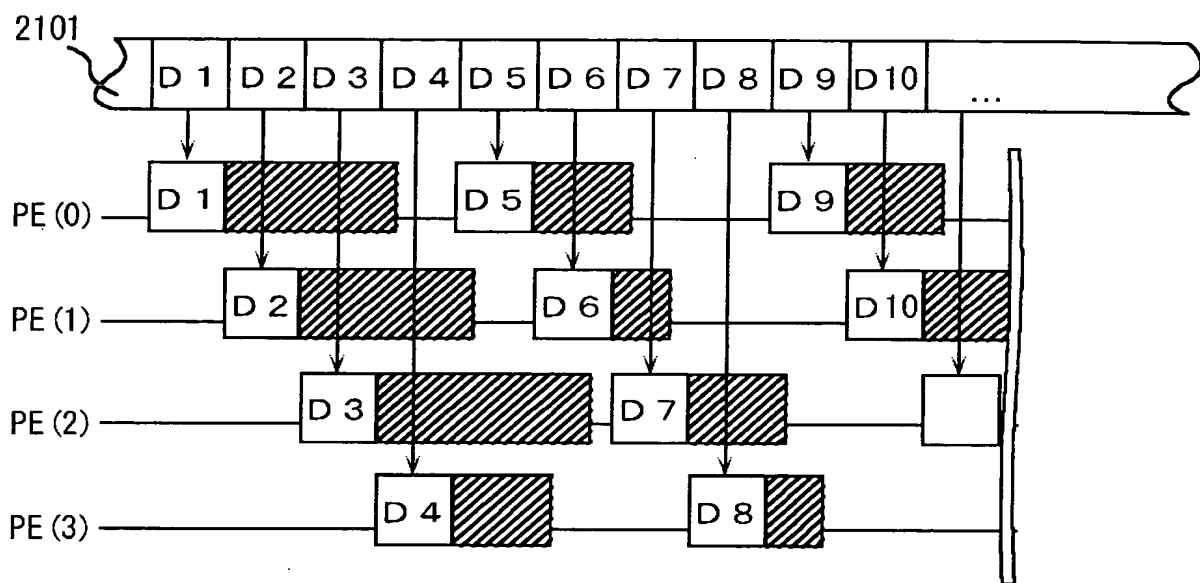 2101
D 1 D 2 D 3 D 4 D 5 D 6 D 7 D 8 D 9 D10 ...
PE(0) D 1 D 5 D 9
PE(1) D 2 D 6 D10
PE(2) D 3 D 7
PE(3) D 4 D 8